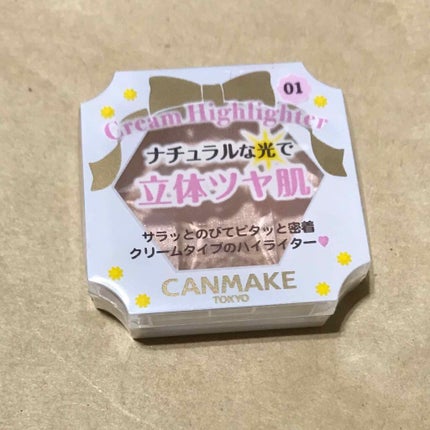 01
Cream Highlighter
ナチュラルな光で
立体ツヤ肌
サラッとのびてピタッと密着
クリームタイプのハイライター♥
CANMAKE
TOKYO